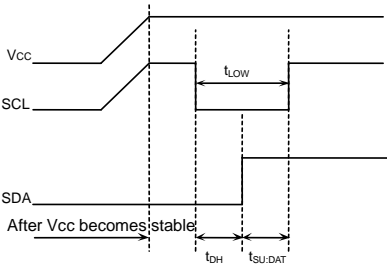 Vcc
tLOW
SCL
SDA
After Vcc becomes stable
tDH tSU:DAT